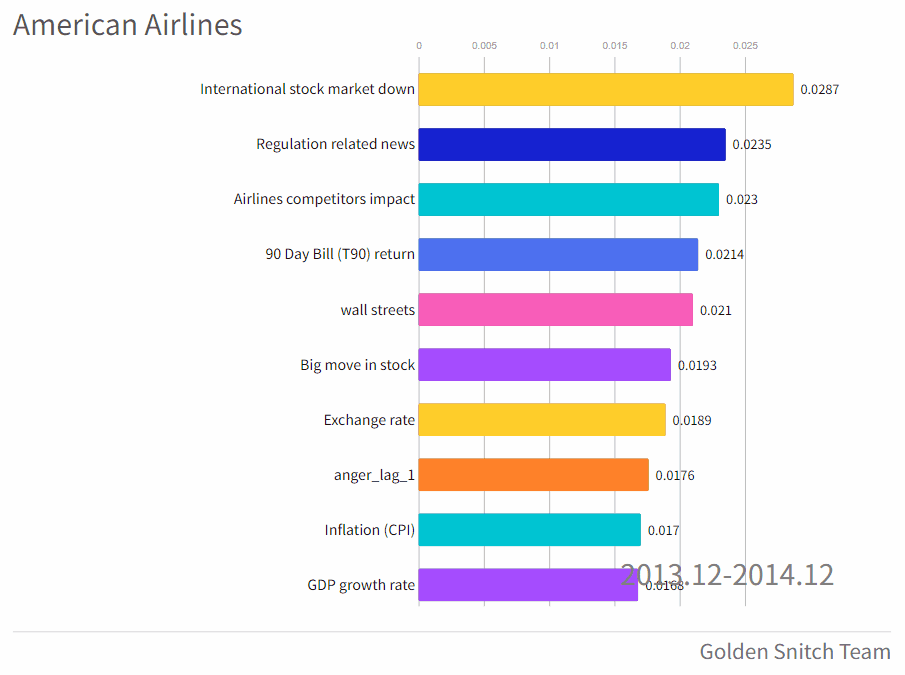 American Airlines
0 0.005 0.01 0.015 0.02 0.025
International stock market down 0.0287
Regulation related news 0.0235
Airlines competitors impact 0.023
90 Day Bill (T90) return 0.0214
wall streets 0.021
Big move in stock 0.0193
Exchange rate 0.0189
anger_lag_1 0.0176
Inflation (CPI) 0.017
2013.12-2014.12
GDP growth rate 0.0168
Golden Snitch Team